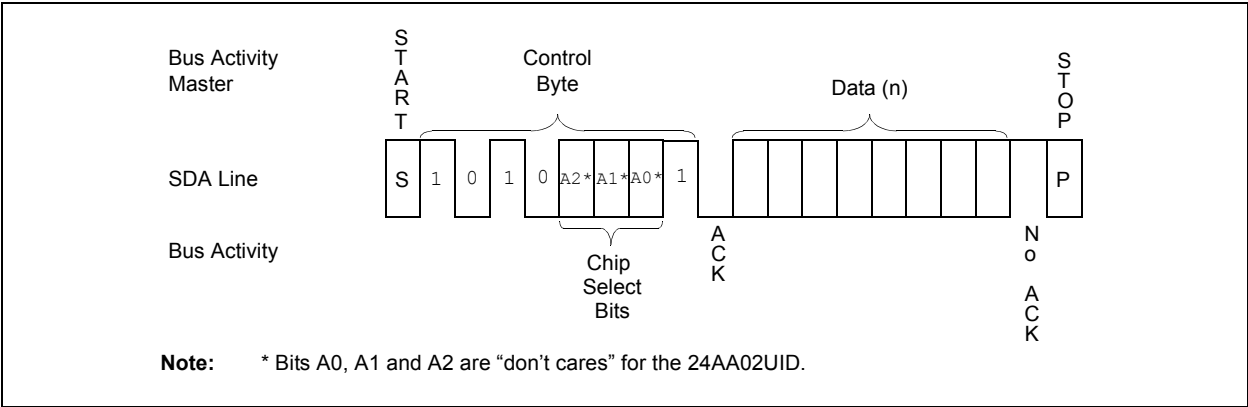 Bus Activity
Master
START
Control
Byte
Data (n)
STOP
SDA Line
S 1 0 1 0 A2* A1* A0* 1 P
Bus Activity
ACK
No ACK
Chip
Select
Bits
Note: * Bits A0, A1 and A2 are “don’t cares” for the 24AA02UID.